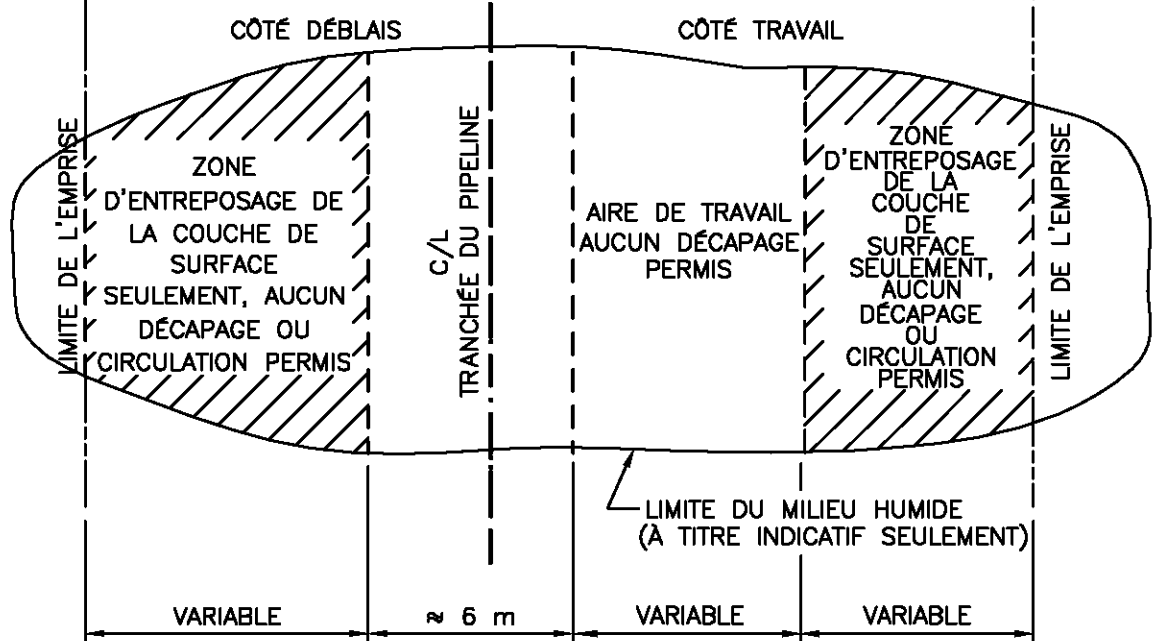 CÔTÉ DÉBLAIS
CÔTÉ TRAVAIL
LIMITE DE L'EMPRISE
ZONE
D'ENTREPOSAGE DE
LA COUCHE DE
SURFACE
SEULEMENT, AUCUN
DÉCAPAGE OU
CIRCULATION PERMIS
C/L
TRANCHÉE DU PIPELINE
AIRE DE TRAVAIL
AUCUN DÉCAPAGE
PERMIS
ZONE
D'ENTREPOSAGE
DE LA
COUCHE
DE
SURFACE
SEULEMENT,
AUCUN
DÉCAPAGE
OU
CIRCULATION
PERMIS
LIMITE DE L'EMPRISE
LIMITE DU MILIEU HUMIDE
(À TITRE INDICATIF SEULEMENT)
VARIABLE
≈ 6 m
VARIABLE
VARIABLE